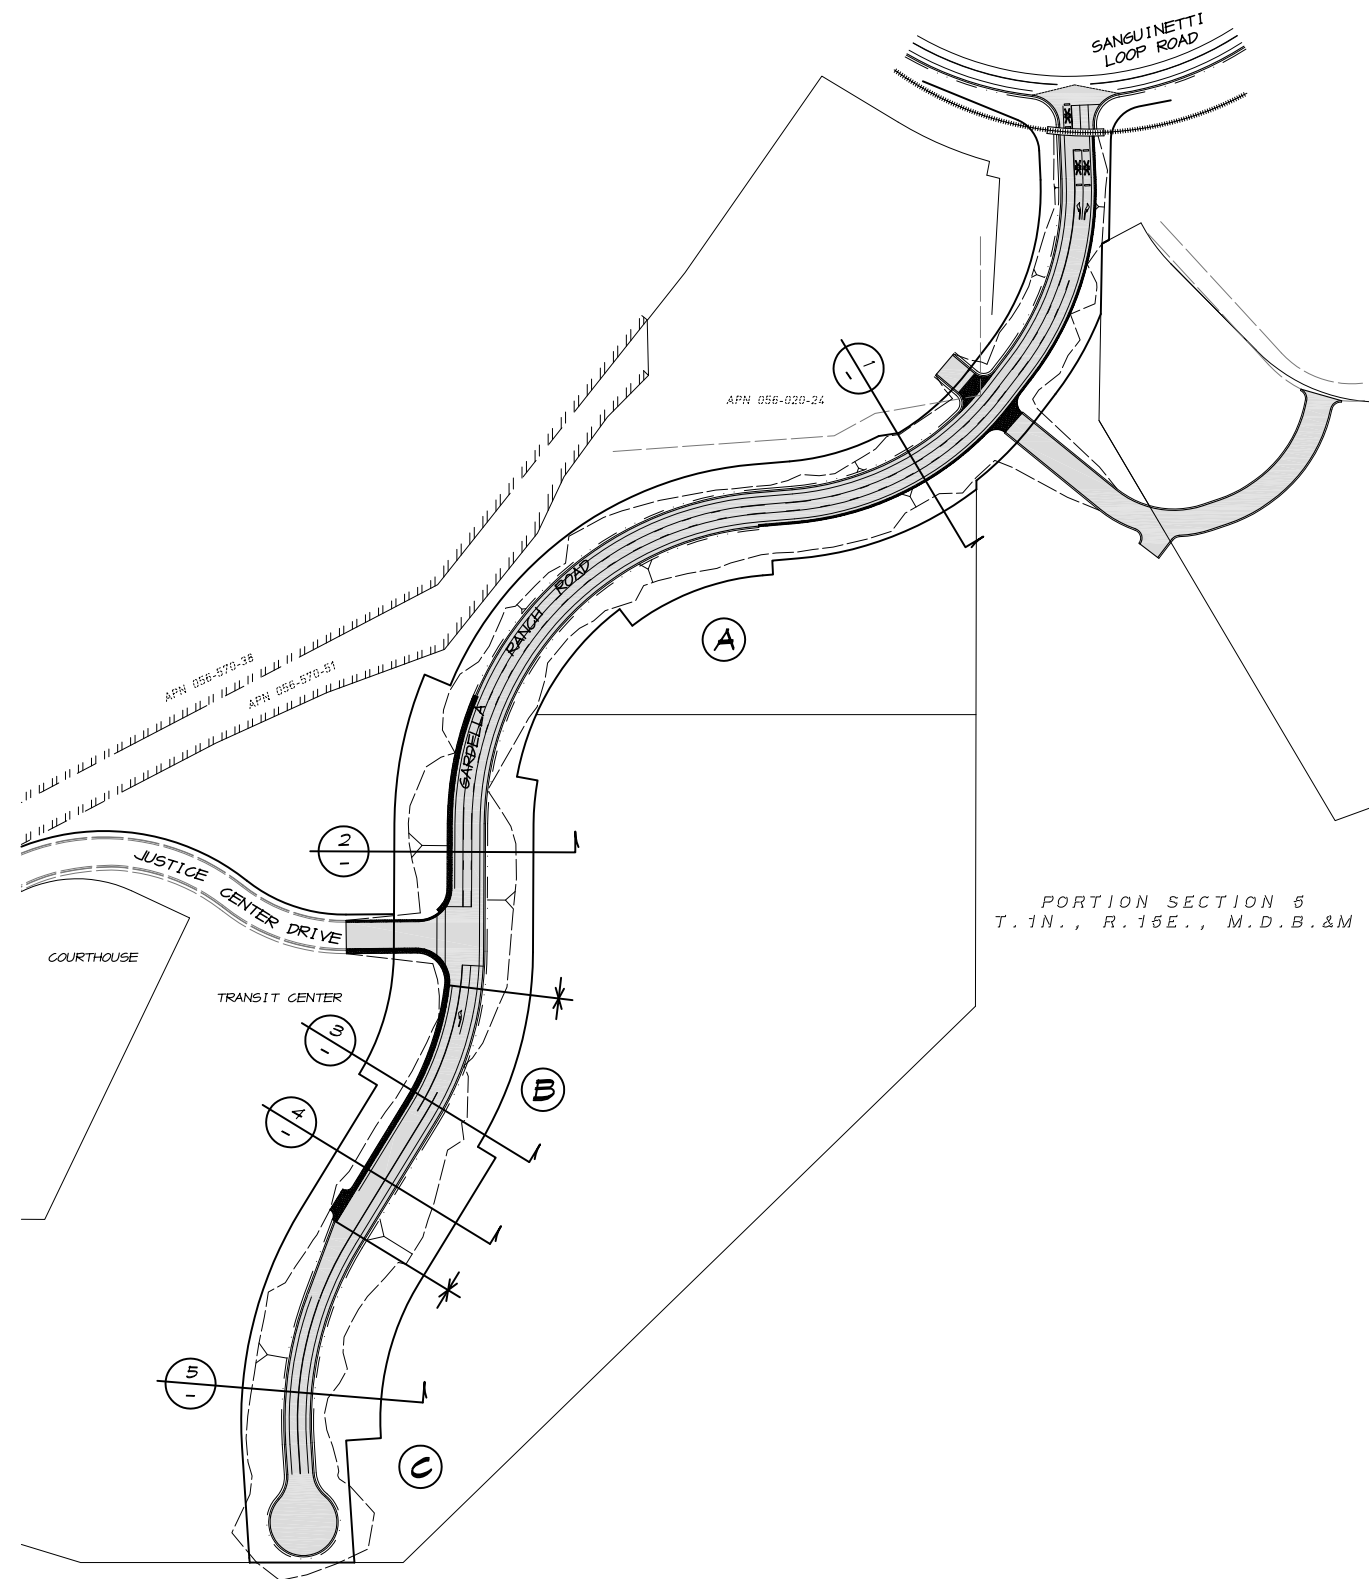 SANGUINETTI
LOOP ROAD
1
-
APN 056-020-24
RANCH ROAD
A
APN 056-570-38
APN 056-570-51
GARDELLA
2
-
JUSTICE CENTER DRIVE
PORTION SECTION 5
T.1N., R.15E., M.D.B.&M
COURTHOUSE
TRANSIT CENTER
3
-
B
4
-
5
-
C